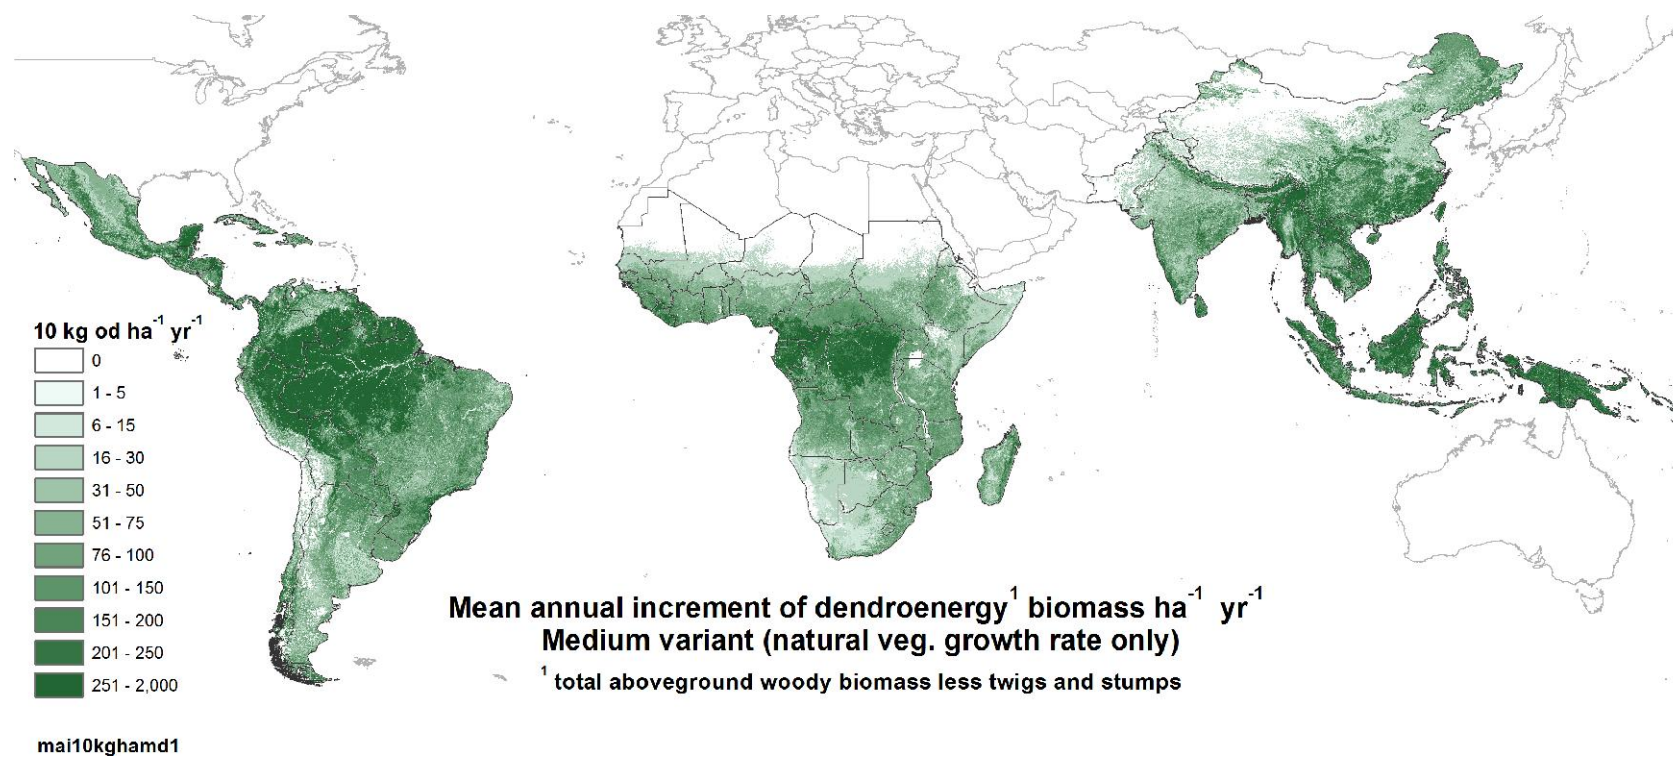 10 kg od ha⁻¹ yr⁻¹
0
1 - 5
6 - 15
16 - 30
31 - 50
51 - 75
76 - 100
101 - 150
151 - 200
201 - 250
251 - 2,000
Mean annual increment of dendroenergy¹ biomass ha⁻¹ yr⁻¹
Medium variant (natural veg. growth rate only)
¹ total aboveground woody biomass less twigs and stumps
mai10kghamd1